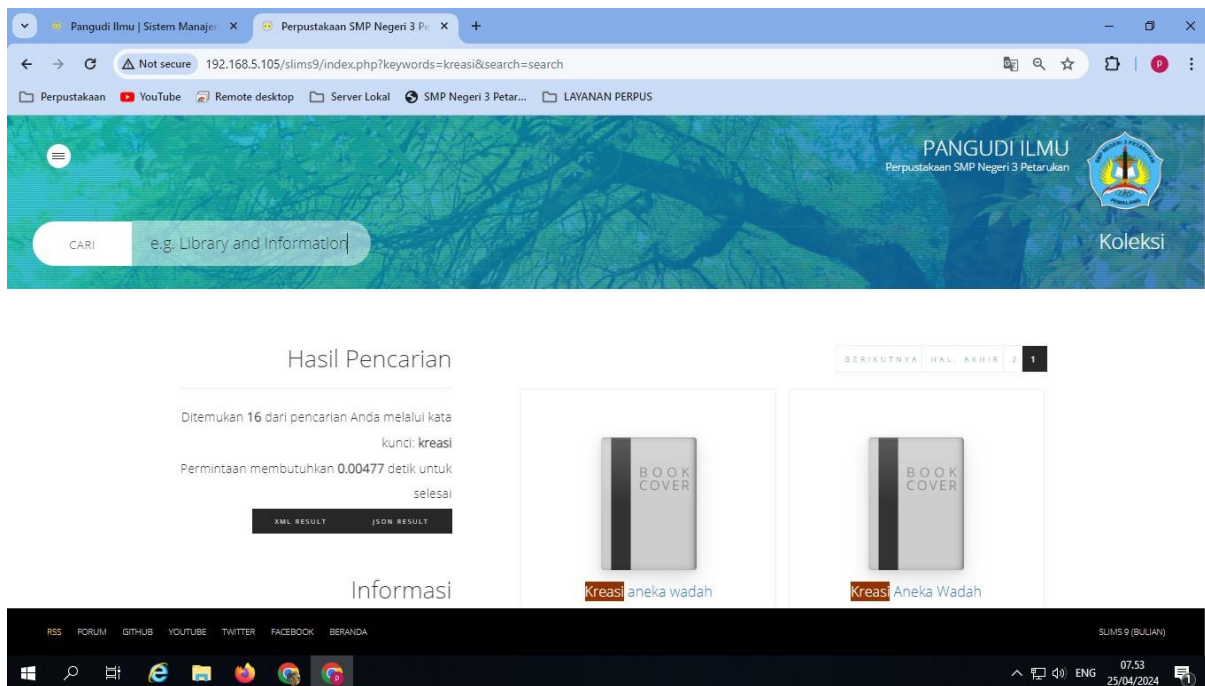 Pangudi Ilmu | Sistem Manajer
Perpustakaan SMP Negeri 3 Pe
Not secure
192.168.5.105/slims9/index.php?keywords=kreasi&search=search
Perpustakaan
YouTube
Remote desktop
Server Lokal
SMP Negeri 3 Petar...
LAYANAN PERPUS
PANGUDI ILMU
Perpustakaan SMP Negeri 3 Petarukan
SMP NEGERI 3 PETARUKAN
PEMALANG
CARI
e.g. Library and Information
Koleksi
Hasil Pencarian
BERIKUTNYA HAL. AKHIR 2 1
Ditemukan 16 dari pencarian Anda melalui kata
kunci: kreasi
Permintaan membutuhkan 0.00477 detik untuk
selesai
XML RESULT JSON RESULT
BOOK
COVER
BOOK
COVER
Informasi
Kreasi aneka wadah
Kreasi Aneka Wadah
RSS FORUM GITHUB YOUTUBE TWITTER FACEBOOK BERANDA
SLIMS 9 (BULIAN)
ENG
07.53
25/04/2024